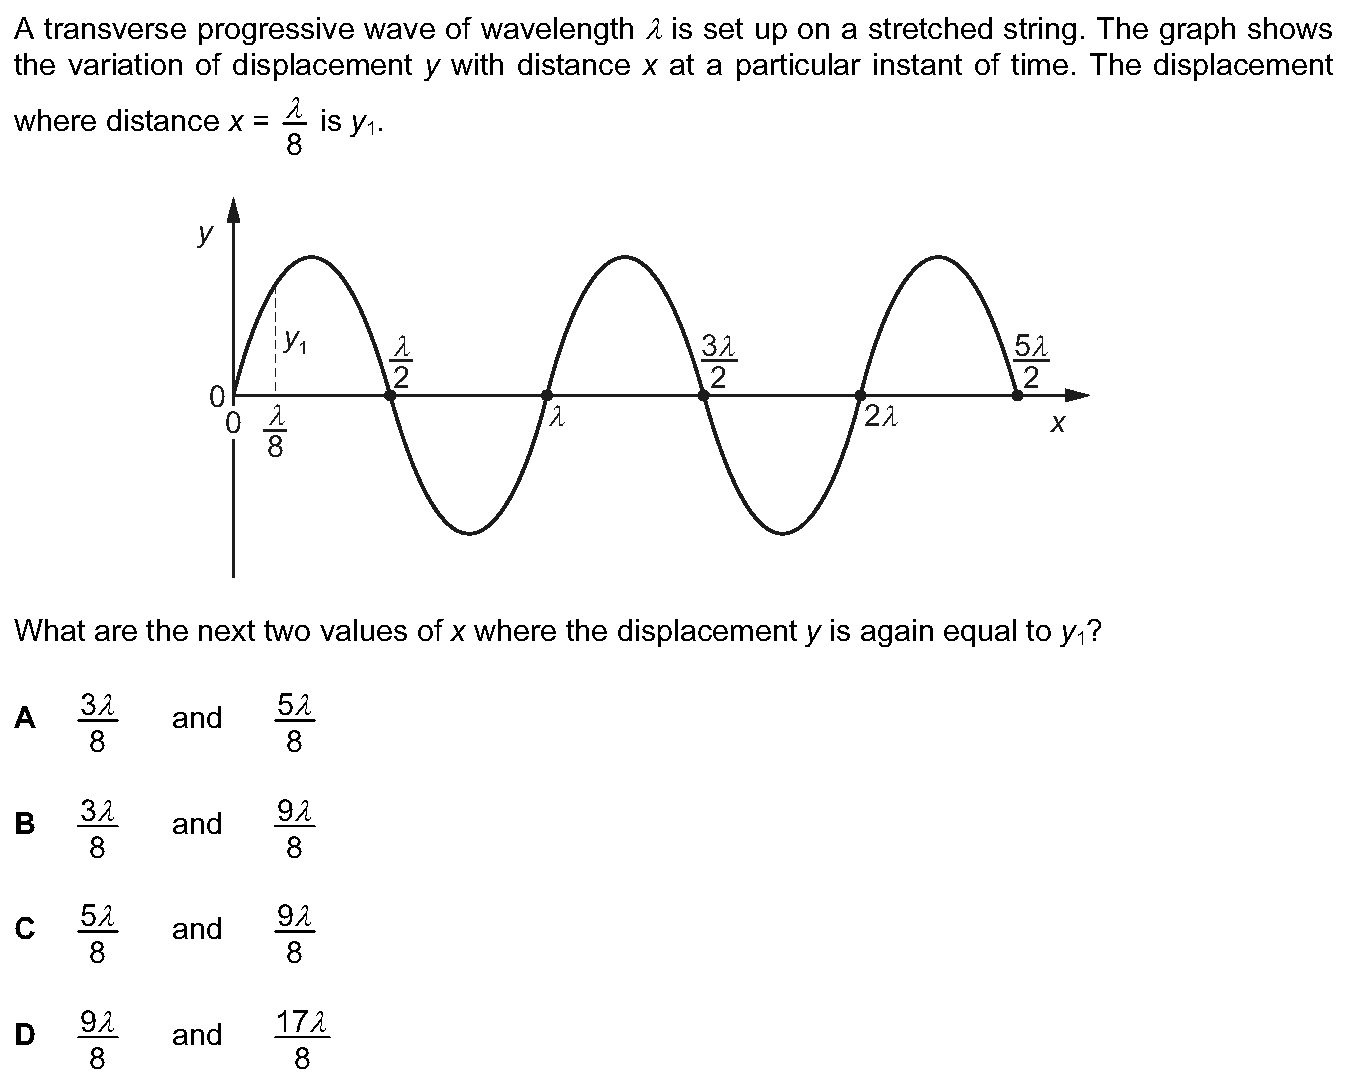 A transverse progressive wave of wavelength λ is set up on a stretched string. The graph shows
the variation of displacement y with distance x at a particular instant of time. The displacement
where distance x = λ/8 is y₁.
y
y₁
λ/2
3λ/2
5λ/2
0
0
λ/8
λ
2λ
x
What are the next two values of x where the displacement y is again equal to y₁?
A 3λ/8 and 5λ/8
B 3λ/8 and 9λ/8
C 5λ/8 and 9λ/8
D 9λ/8 and 17λ/8